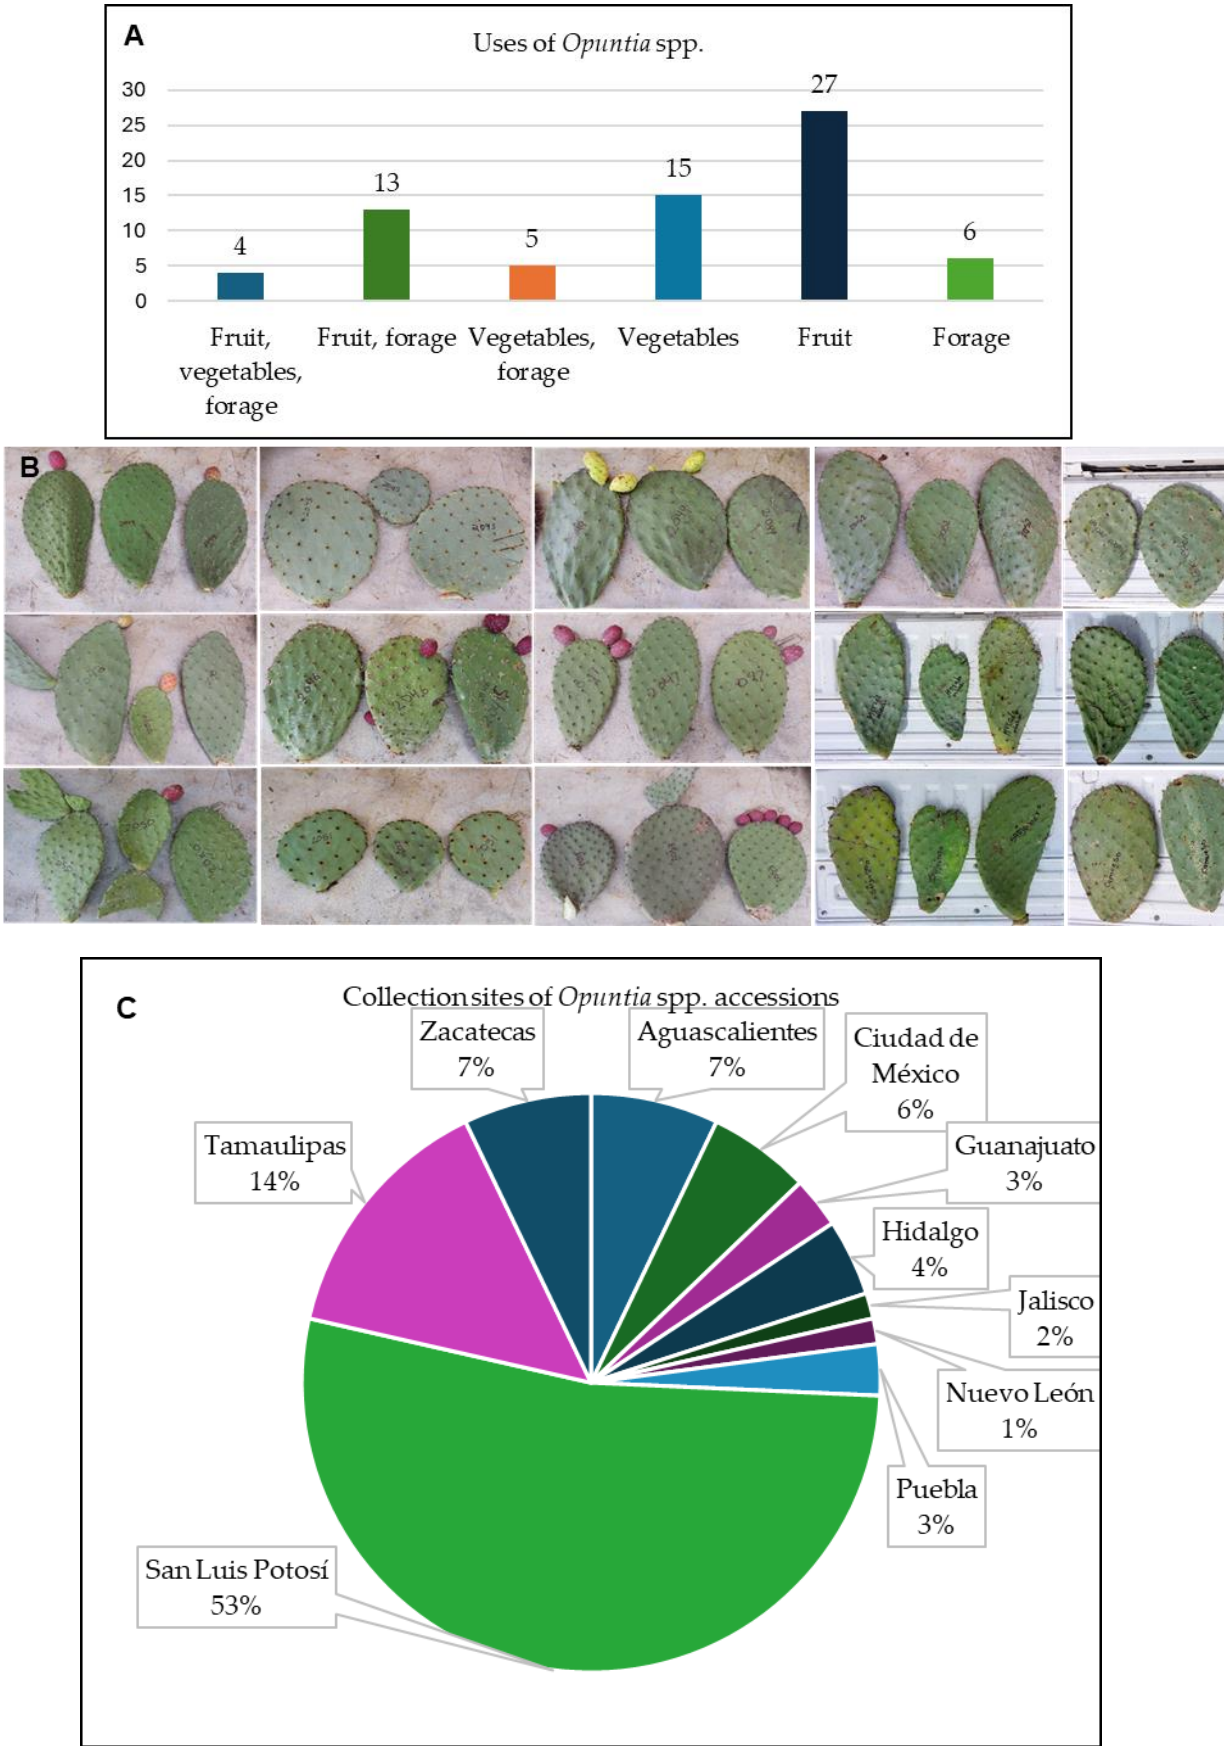 A
Uses of Opuntia spp.
30
25
20
15
10
5
0
4
13
5
15
27
6
Fruit,
vegetables,
forage
Fruit, forage
Vegetables,
forage
Vegetables
Fruit
Forage
B
2046
2047
2050
C
Collection sites of Opuntia spp. accessions
Zacatecas
7%
Aguascalientes
7%
Ciudad de
México
6%
Tamaulipas
14%
Guanajuato
3%
Hidalgo
4%
Jalisco
2%
Nuevo León
1%
Puebla
3%
San Luis Potosí
53%